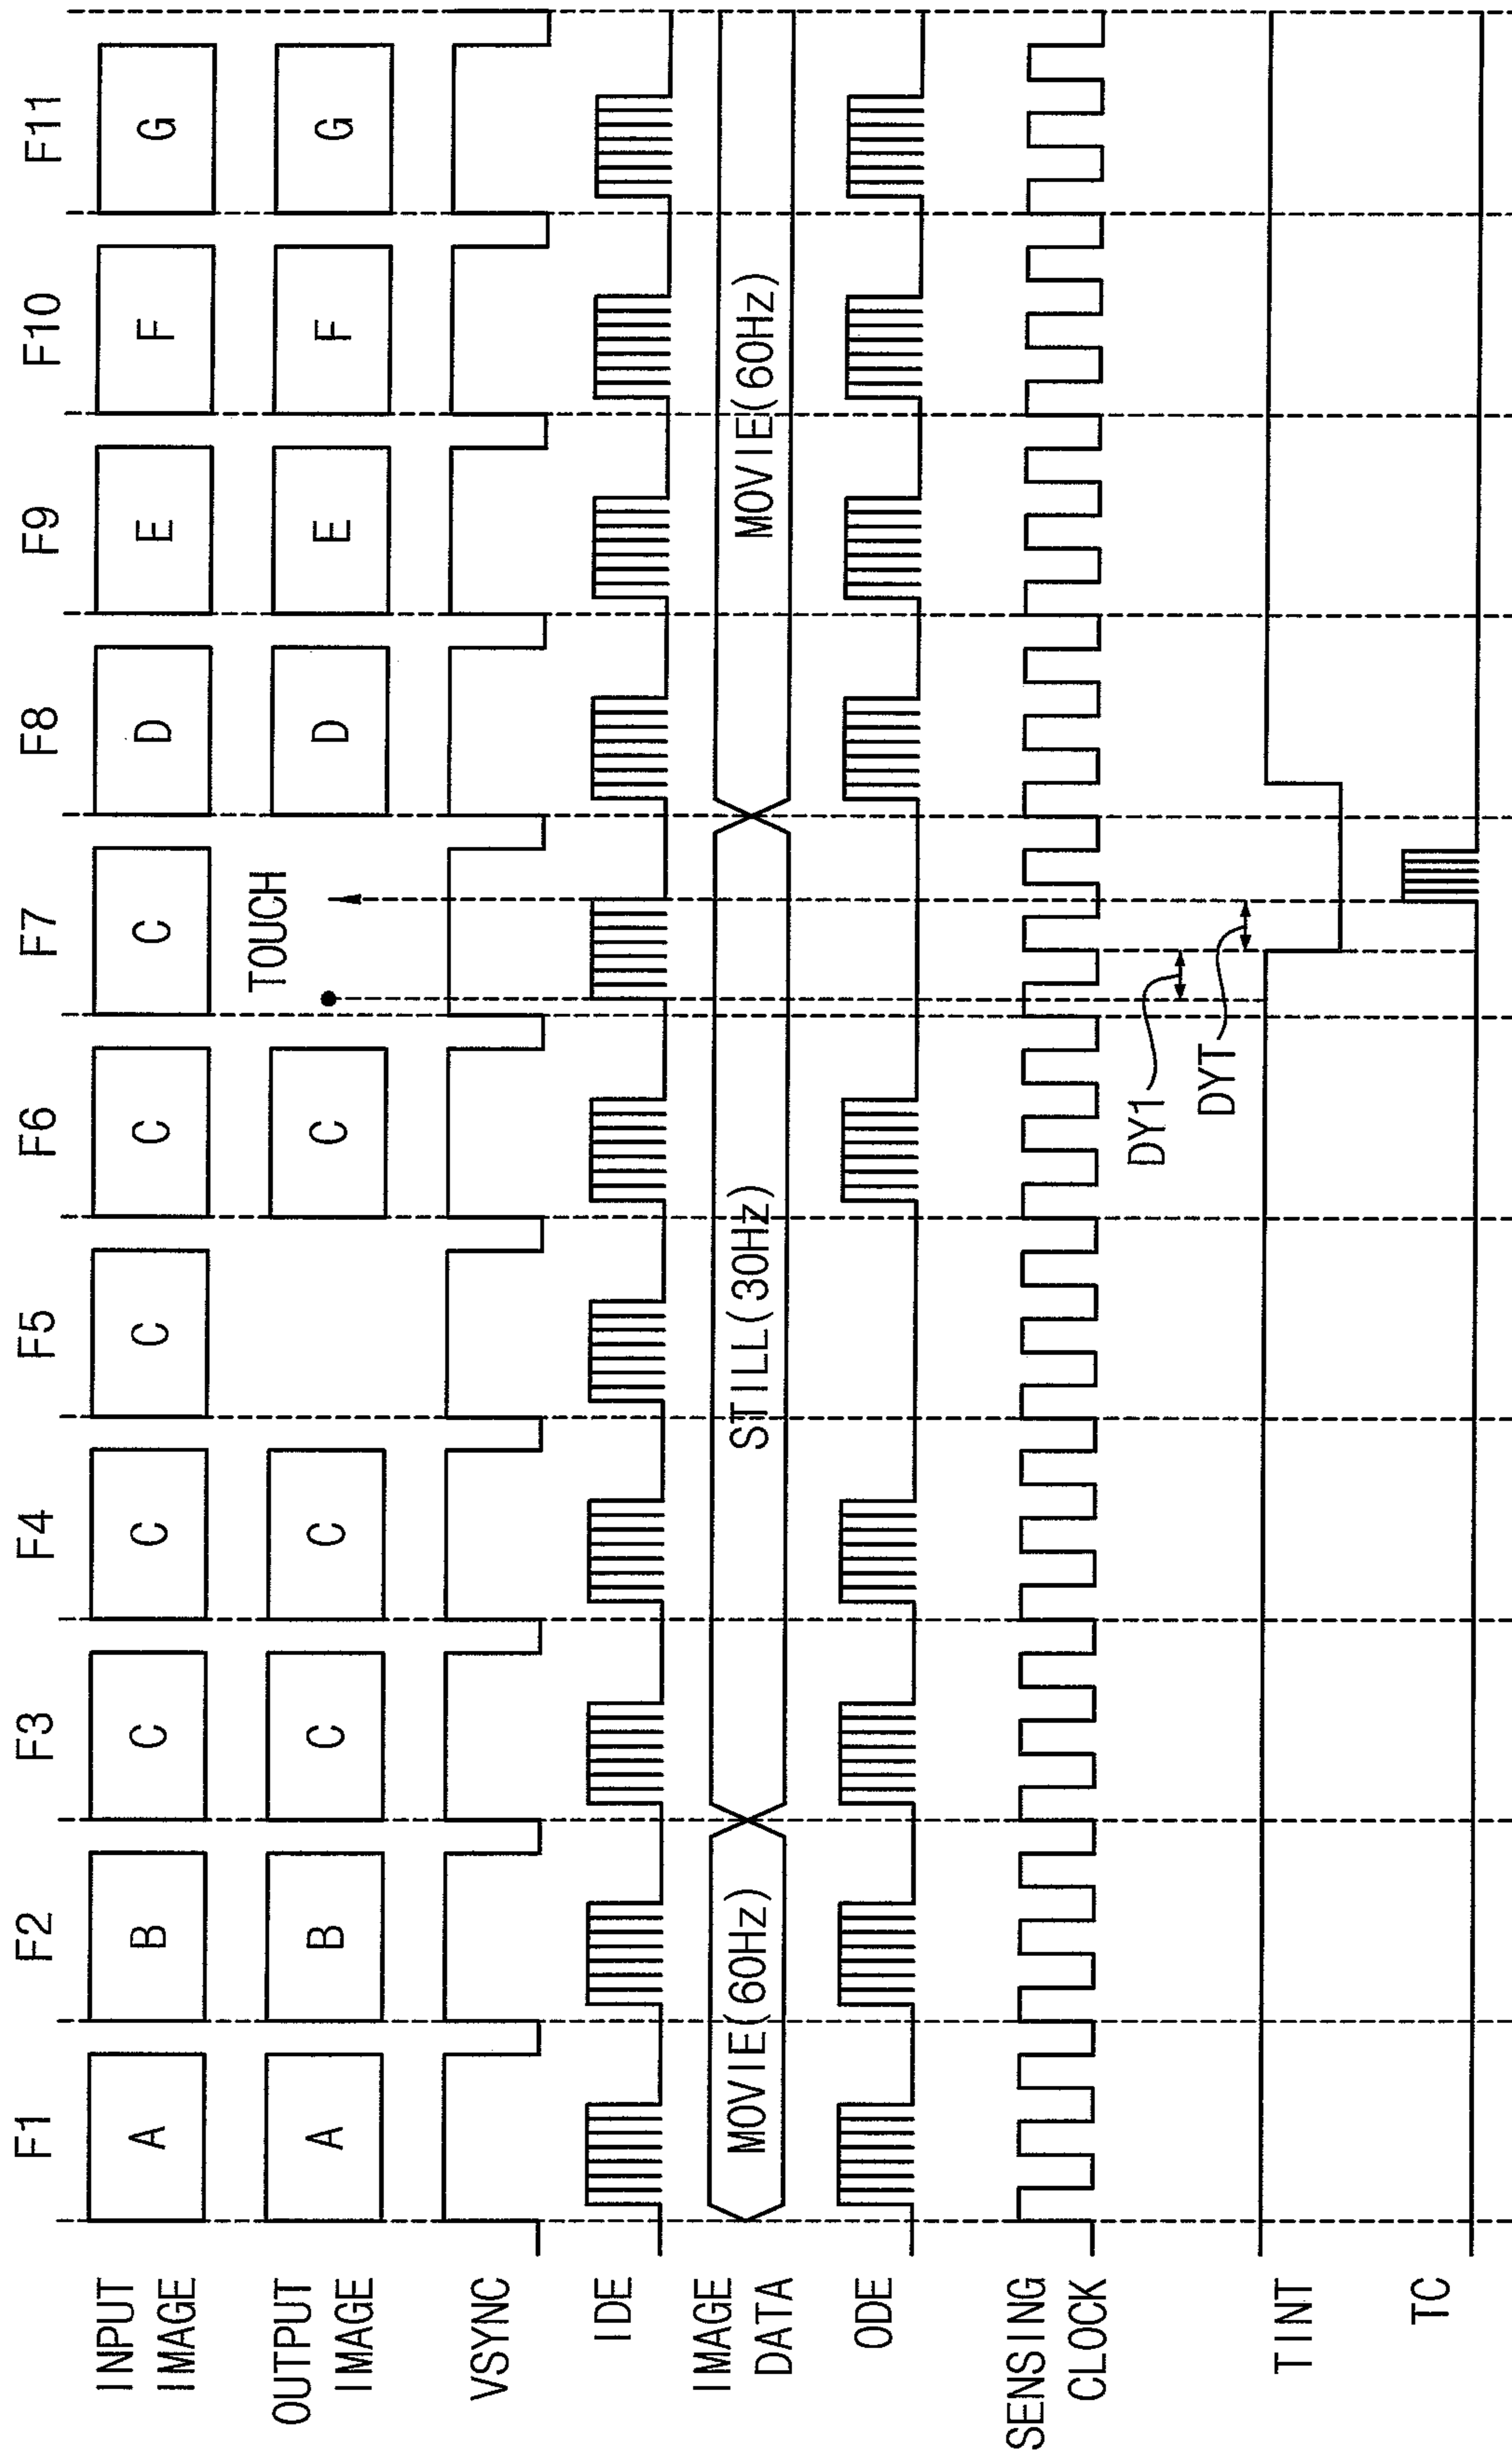 F1 F2 F3 F4 F5 F6 F7 F8 F9 F10 F11
INPUT
IMAGE
A B C C C C C D E F G
OUTPUT
IMAGE
A B C C C TOUCH D E F G
VSYNC
IDE
IMAGE
DATA
MOVIE(60Hz) STILL(30Hz) MOVIE(60Hz)
ODE
SENSING
CLOCK
DY1
DYT
TINT
TC